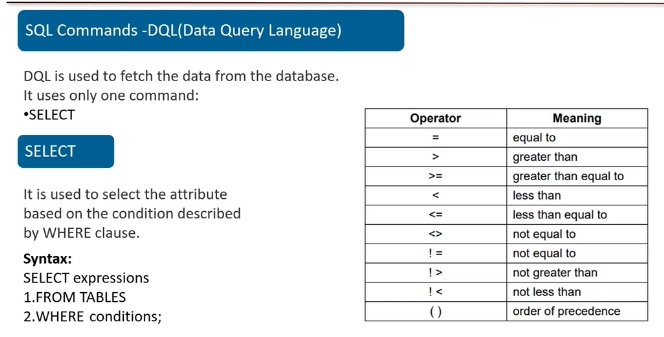 SQL Commands -DQL(Data Query Language)
DQL is used to fetch the data from the database.
It uses only one command:
•SELECT
SELECT
It is used to select the attribute
based on the condition described
by WHERE clause.
Syntax:
SELECT expressions
1.FROM TABLES
2.WHERE conditions;
Operator Meaning
= equal to
> greater than
>= greater than equal to
< less than
<= less than equal to
<> not equal to
! = not equal to
! > not greater than
! < not less than
( ) order of precedence